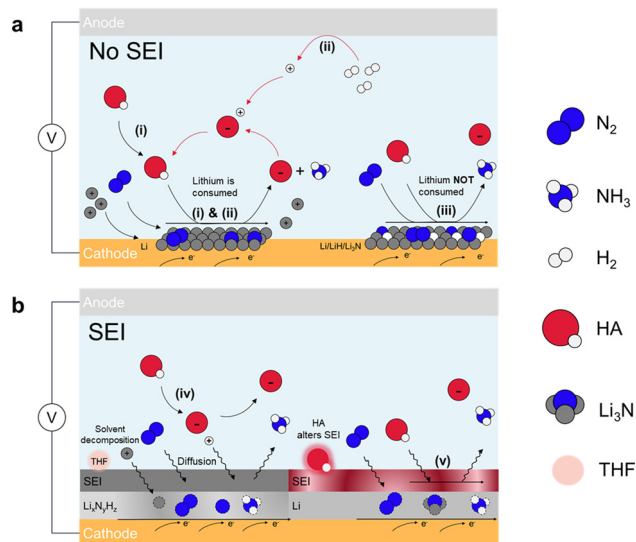 a
Anode
No SEI
(ii)
+
+
(i)
-
-
V
-
+
Lithium is
consumed
Lithium NOT
consumed
+
+
+
+
+
+
(i) & (ii)
(iii)
Li
Li/LiH/Li₃N
Cathode
e⁻
e⁻
e⁻
e⁻
b
Anode
SEI
(iv)
-
-
-
V
Solvent
decomposition
+
+
HA
alters SEI
THF
Diffusion
(v)
SEI
SEI
LiₓNᵧH_z
Li
e⁻
e⁻
e⁻
e⁻
Cathode
N₂
NH₃
H₂
HA
Li₃N
THF